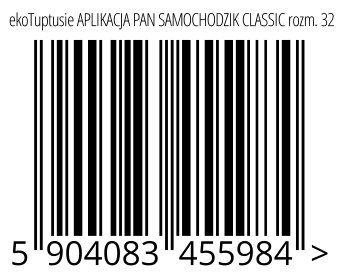 ekoTuptusie APLIKACJA PAN SAMOCHODZIK CLASSIC rozm. 32
5 904083 455984 >